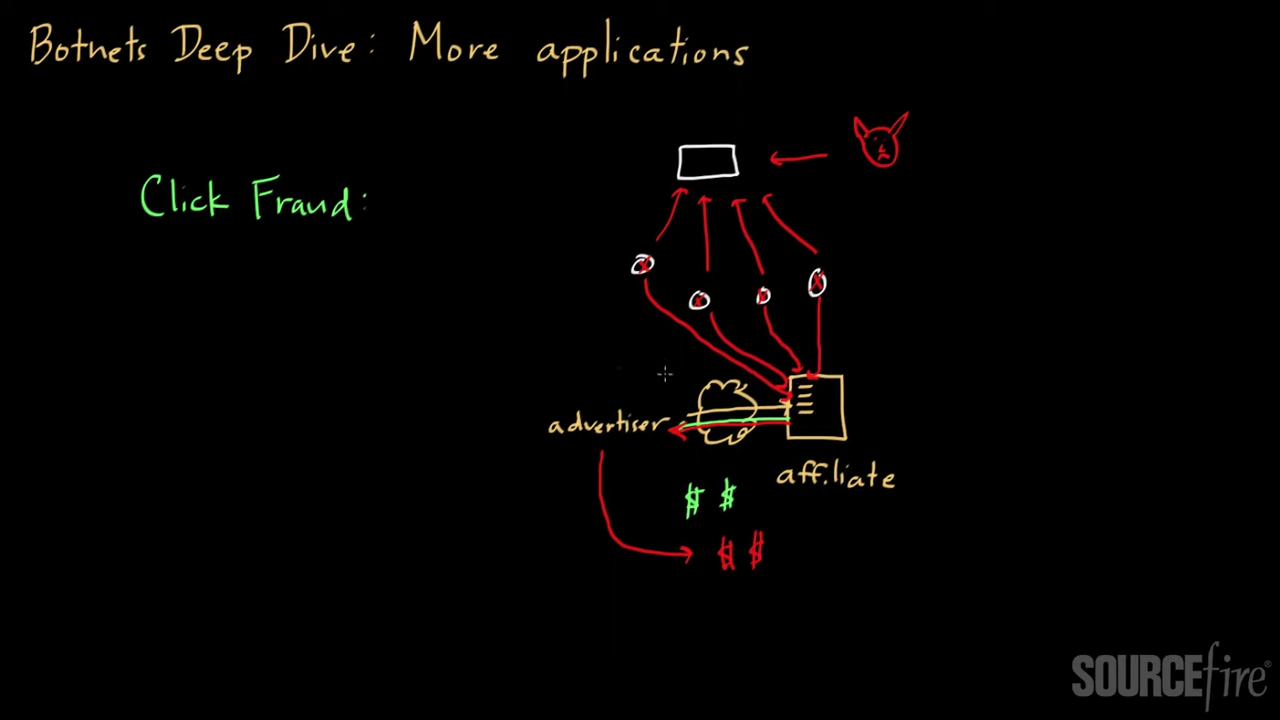 Botnets Deep Dive: More applications
Click Fraud:
advertiser
affiliate
$ $
$ $
SOURCEfire®